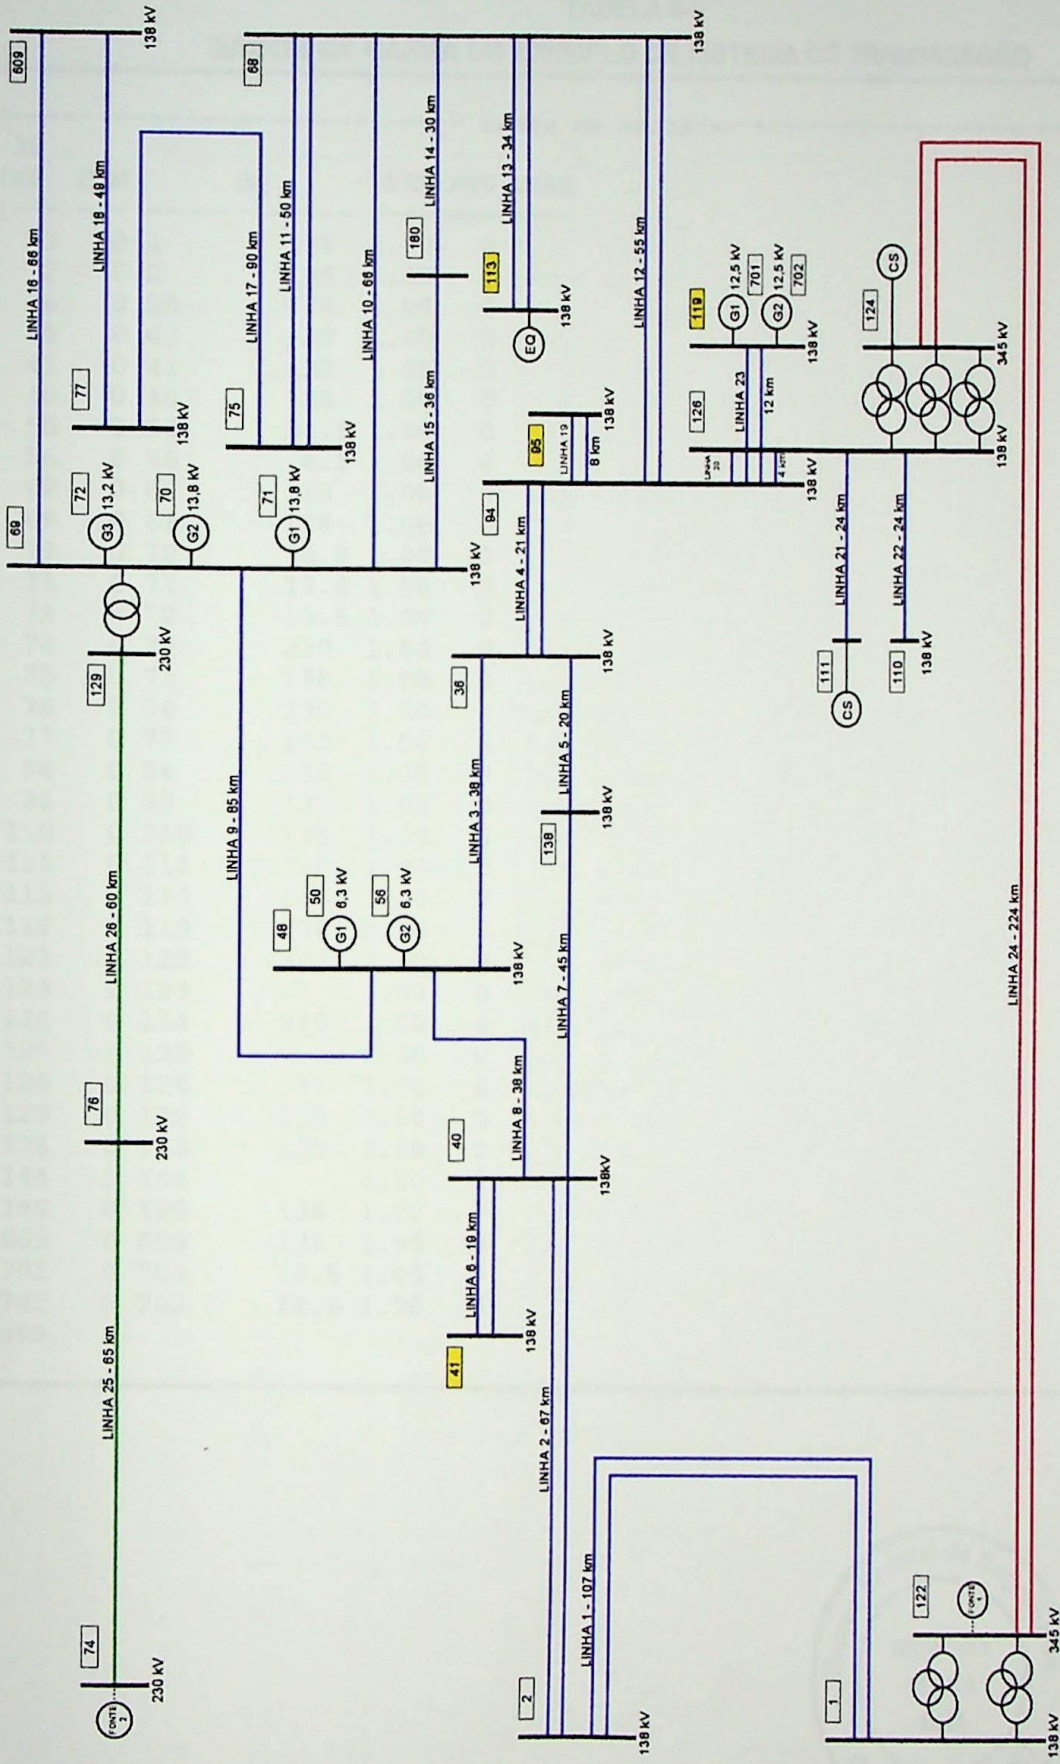 609
138 kV
LINHA 16 - 66 km
LINHA 18 - 49 km
77
138 kV
68
138 kV
LINHA 17 - 90 km
LINHA 11 - 50 km
75
138 kV
LINHA 10 - 66 km
LINHA 14 - 30 km
180
LINHA 15 - 36 km
LINHA 13 - 34 km
113
EQ
138 kV
LINHA 12 - 55 km
69
72
G3
13,2 kV
70
G2
13,8 kV
71
G1
13,8 kV
138 kV
129
230 kV
94
LINHA 4 - 21 km
95
LINHA 19
138 kV
138 kV
119
G1
12,5 kV
701
G2
12,5 kV
702
138 kV
126
LINHA 23
12 km
4 km
138 kV
124
CS
345 kV
LINHA 21 - 24 km
LINHA 22 - 24 km
111
CS
110
138 kV
36
138 kV
LINHA 9 - 85 km
LINHA 3 - 38 km
LINHA 5 - 20 km
138
138 kV
LINHA 26 - 60 km
48
50
G1
6,3 kV
56
G2
6,3 kV
138 kV
LINHA 7 - 45 km
LINHA 8 - 38 km
LINHA 24 - 224 km
76
230 kV
40
138kV
LINHA 6 - 19 km
41
138 kV
LINHA 25 - 65 km
LINHA 2 - 67 km
LINHA 1 - 107 km
74
FONTE
2
230 kV
2
138 kV
1
138 kV
122
FONTE
345 kV